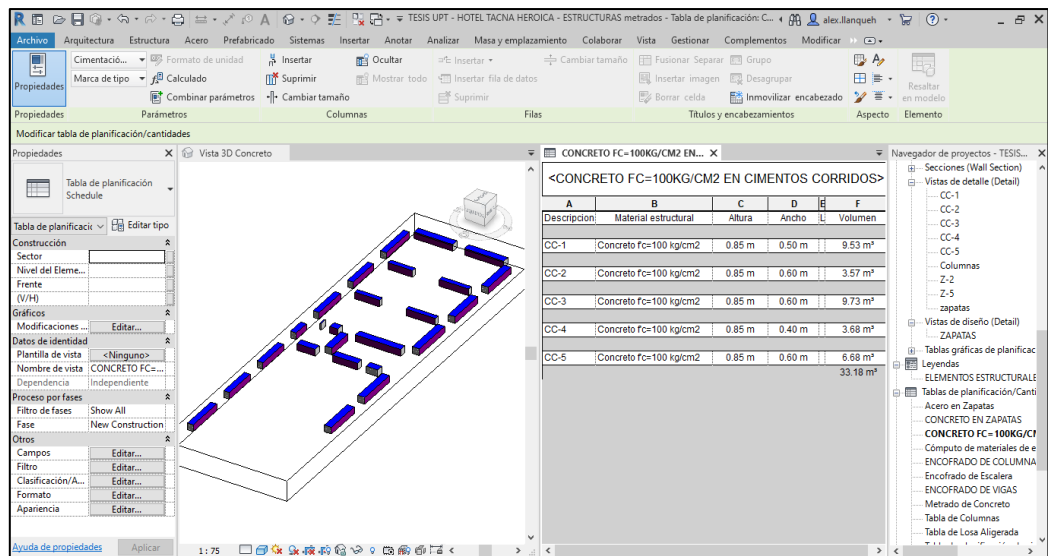 TESIS UPT - HOTEL TACNA HEROICA - ESTRUCTURAS metrados - Tabla de planificación: C... alex.llanqueh
Archivo Arquitectura Estructura Acero Prefabricado Sistemas Insertar Anotar Analizar Masa y emplazamiento Colaborar Vista Gestionar Complementos Modificar
Propiedades
Cimentació... Formato de unidad
Marca de tipo Calculado
Combinar parámetros
Insertar Ocultar
Suprimir Mostrar todo
Cambiar tamaño
Insertar Cambiar tamaño
Insertar fila de datos
Suprimir
Fusionar Separar Grupo
Insertar imagen Desagrupar
Borrar celda Inmovilizar encabezado
Resaltar
en modelo
Propiedades Parámetros Columnas Filas Títulos y encabezamientos Aspecto Elemento
Modificar tabla de planificación/cantidades
Propiedades
Tabla de planificación
Schedule
Tabla de planificació Editar tipo
Construcción
Sector
Nivel del Eleme...
Frente
(V/H)
Gráficos
Modificaciones ... Editar...
Datos de identidad
Plantilla de vista <Ninguno>
Nombre de vista CONCRETO FC=...
Dependencia Independiente
Proceso por fases
Filtro de fases Show All
Fase New Construction
Otros
Campos Editar...
Filtro Editar...
Clasificación/A... Editar...
Formato Editar...
Apariencia Editar...
Ayuda de propiedades Aplicar
Vista 3D Concreto
1 : 75
CONCRETO FC=100KG/CM2 EN...
<CONCRETO FC=100KG/CM2 EN CIMENTOS CORRIDOS>
A B C D E F
Descripcion Material estructural Altura Ancho L Volumen
CC-1 Concreto fc=100 kg/cm2 0.85 m 0.50 m 9.53 m³
CC-2 Concreto fc=100 kg/cm2 0.85 m 0.60 m 3.57 m³
CC-3 Concreto fc=100 kg/cm2 0.85 m 0.60 m 9.73 m³
CC-4 Concreto fc=100 kg/cm2 0.85 m 0.40 m 3.68 m³
CC-5 Concreto fc=100 kg/cm2 0.85 m 0.60 m 6.68 m³
33.18 m³
Navegador de proyectos - TESIS...
Secciones (Wall Section)
Vistas de detalle (Detail)
CC-1
CC-2
CC-3
CC-4
CC-5
Columnas
Z-2
Z-5
zapatas
Vistas de diseño (Detail)
ZAPATAS
Tablas gráficas de planificac
Leyendas
ELEMENTOS ESTRUCTURALE
Tablas de planificación/Canti
Acero en Zapatas
CONCRETO EN ZAPATAS
CONCRETO FC=100KG/CM
Cómputo de materiales de e
ENCOFRADO DE COLUMNA
Encofrado de Escalera
ENCOFRADO DE VIGAS
Metrado de Concreto
Tabla de Columnas
Tabla de Losa Aligerada